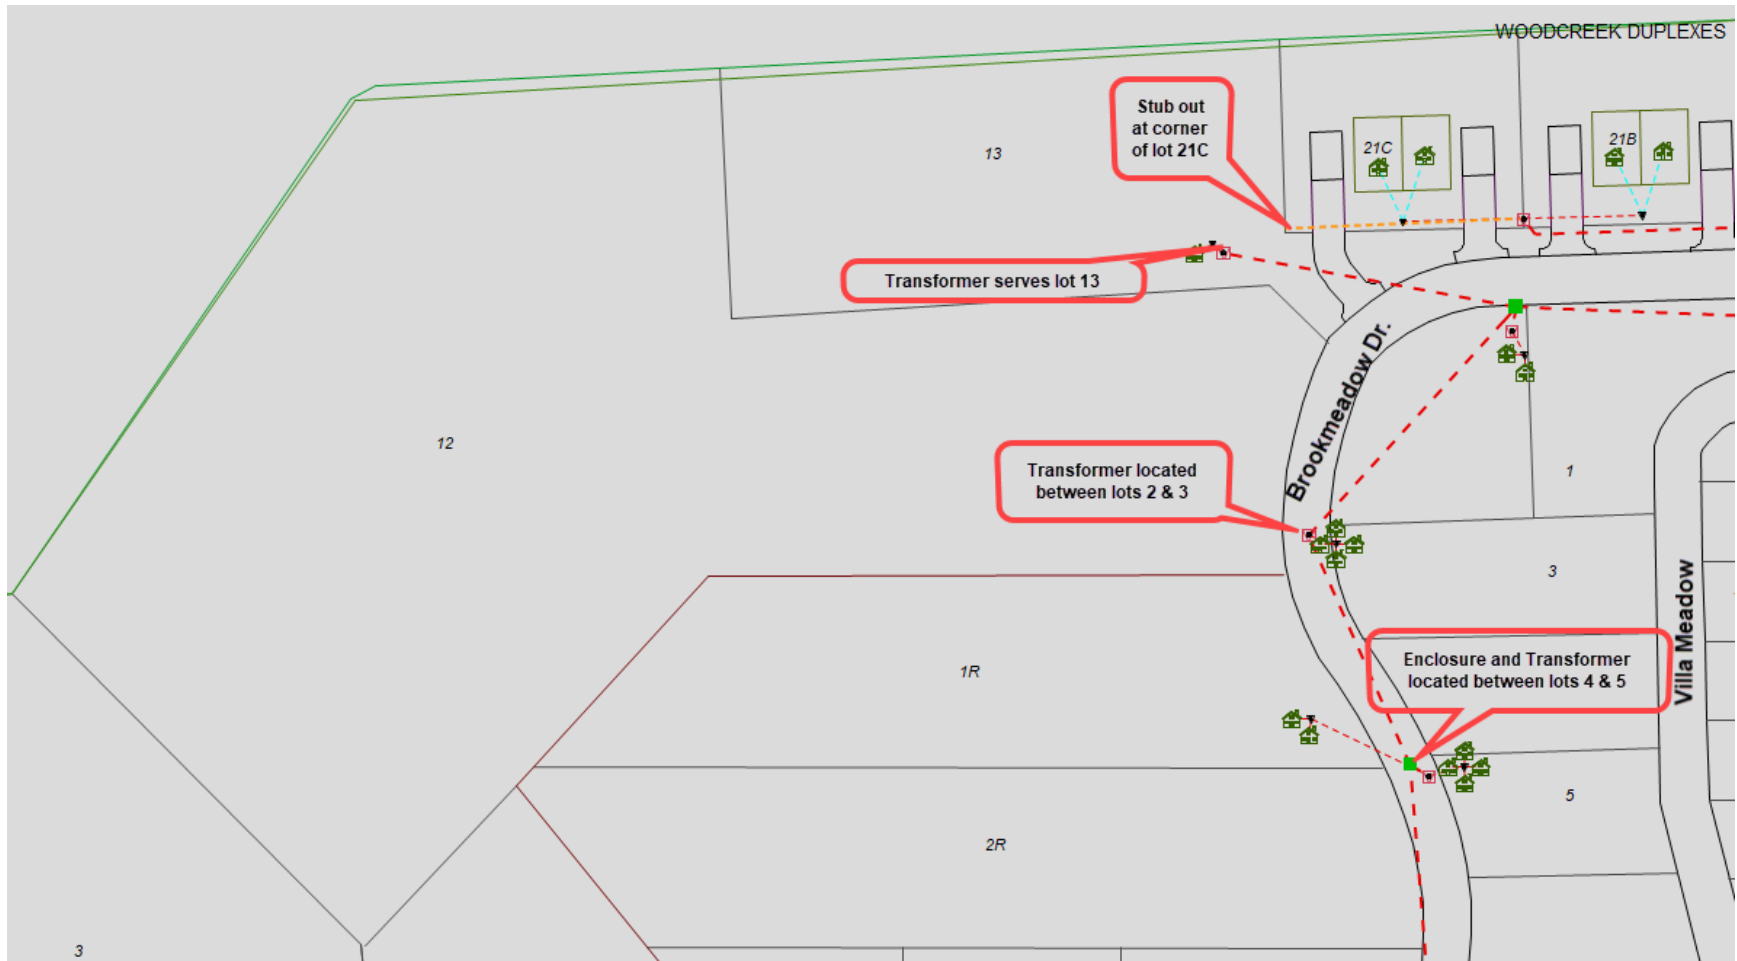 WOODCREEK DUPLEXES
Stub out
at corner
of lot 21C
13
21C
21B
Transformer serves lot 13
Brookmeadow Dr.
12
Transformer located
between lots 2 & 3
1
3
Villa Meadow
1R
Enclosure and Transformer
located between lots 4 & 5
5
2R
3